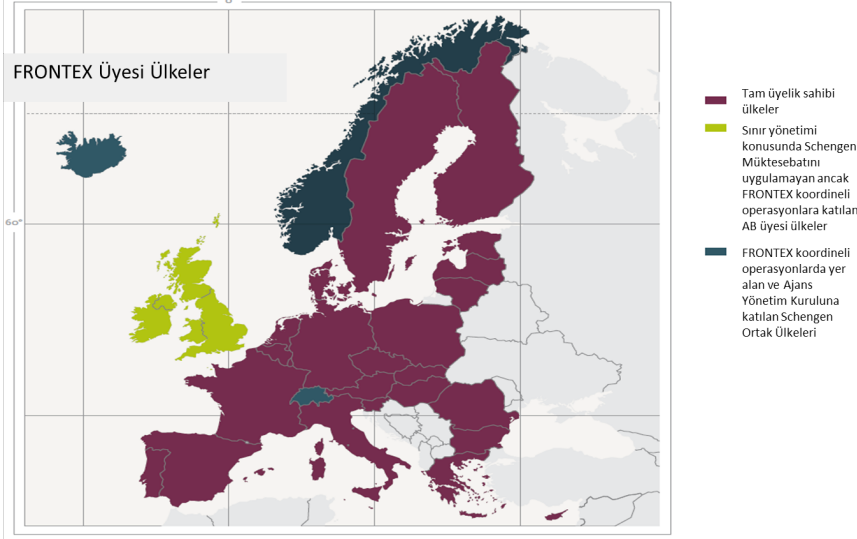 FRONTEX Üyesi Ülkeler
60°
Tam üyelik sahibi
ülkeler
Sınır yönetimi
konusunda Schengen
Müktesebatını
uygulamayan ancak
FRONTEX koordineli
operasyonlara katılan
AB üyesi ülkeler
FRONTEX koordineli
operasyonlarda yer
alan ve Ajans
Yönetim Kuruluna
katılan Schengen
Ortak Ülkeleri